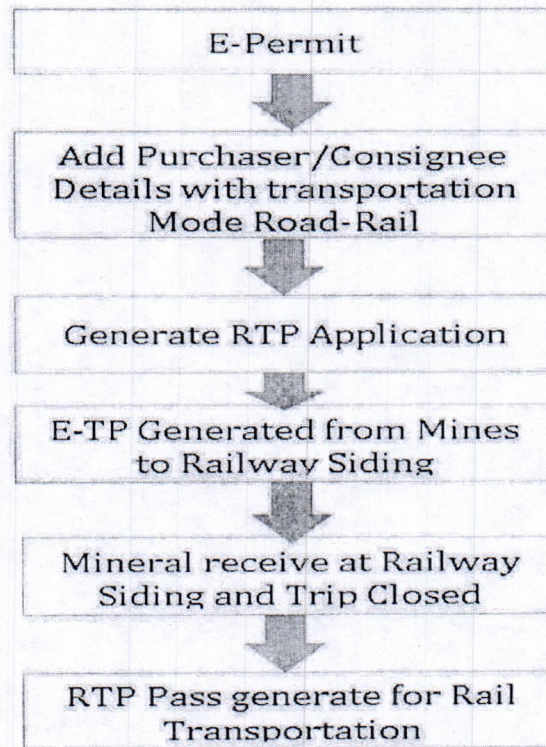 E-Permit
Add Purchaser/Consignee
Details with transportation
Mode Road-Rail
Generate RTP Application
E-TP Generated from Mines
to Railway Siding
Mineral receive at Railway
Siding and Trip Closed
RTP Pass generate for Rail
Transportation